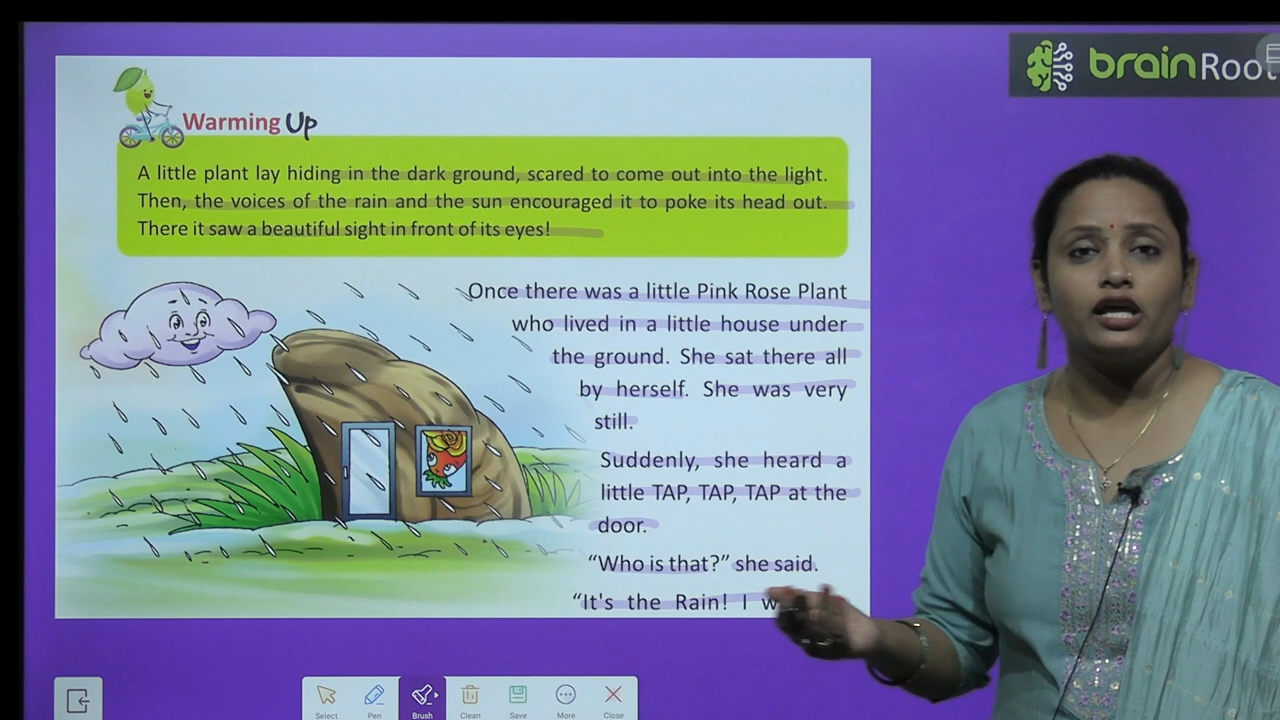 brainRoot
Warming Up
A little plant lay hiding in the dark ground, scared to come out into the light.
Then, the voices of the rain and the sun encouraged it to poke its head out.
There it saw a beautiful sight in front of its eyes!
Once there was a little Pink Rose Plant
who lived in a little house under
the ground. She sat there all
by herself. She was very
still.
Suddenly, she heard a
little TAP, TAP, TAP at the
door.
“Who is that?” she said.
“It's the Rain! I
Select Pen Brush Clean Save More Close